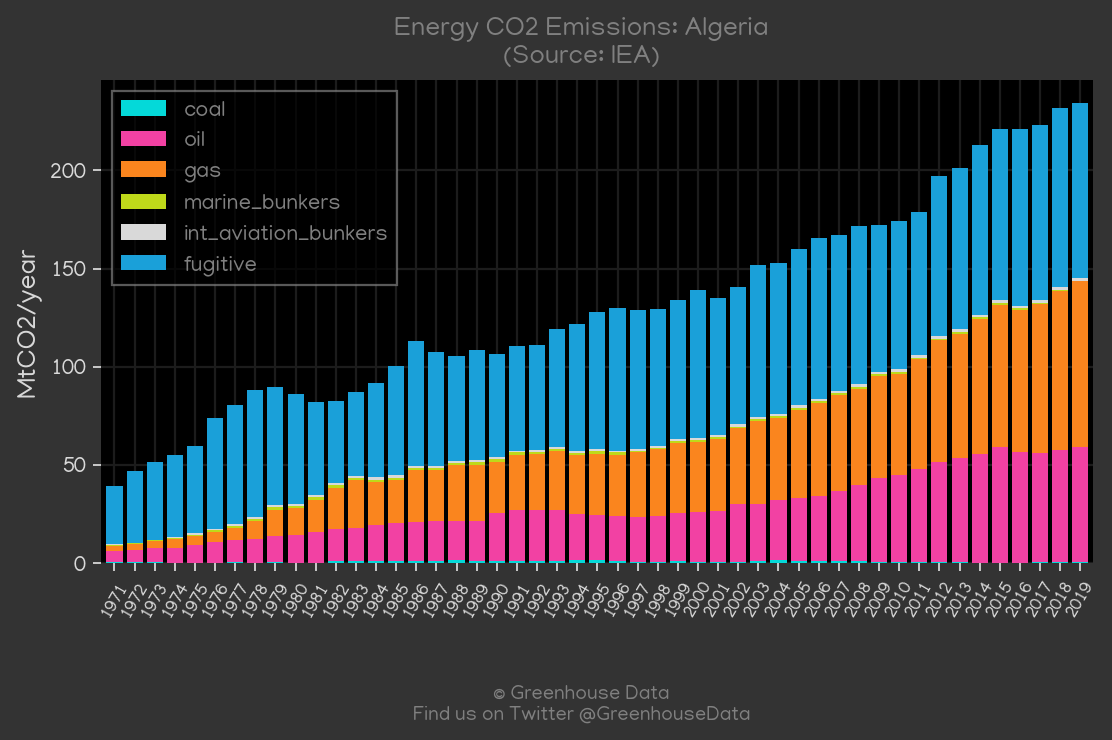 Energy CO2 Emissions: Algeria
(Source: IEA)
coal
oil
gas
marine_bunkers
int_aviation_bunkers
fugitive
MtCO2/year
200
150
100
50
0
1971 1972 1973 1974 1975 1976 1977 1978 1979 1980 1981 1982 1983 1984 1985 1986 1987 1988 1989 1990 1991 1992 1993 1994 1995 1996 1997 1998 1999 2000 2001 2002 2003 2004 2005 2006 2007 2008 2009 2010 2011 2012 2013 2014 2015 2016 2017 2018 2019
© Greenhouse Data
Find us on Twitter @GreenhouseData